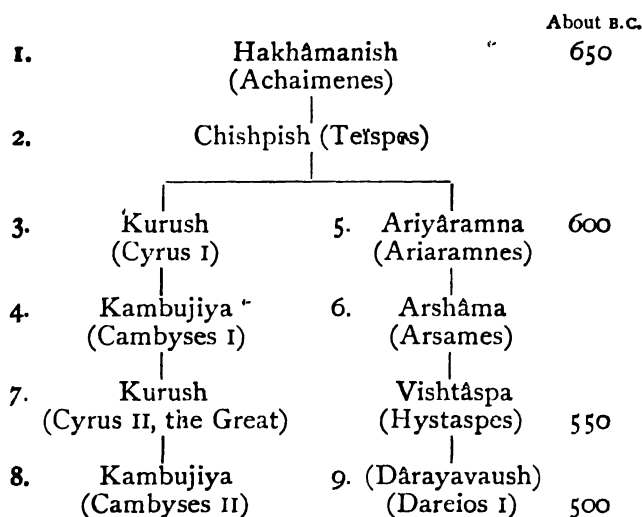 About B.C.
1. Hakhâmanish 650
(Achaimenes)
2. Chishpish (Teïspes)
3. Kurush 5. Ariyâramna 600
(Cyrus I) (Ariaramnes)
4. Kambujiya 6. Arshâma
(Cambyses I) (Arsames)
7. Kurush Vishtâspa
(Cyrus II, the Great) (Hystaspes) 550
8. Kambujiya 9. (Dârayavaush)
(Cambyses II) (Dareios I) 500